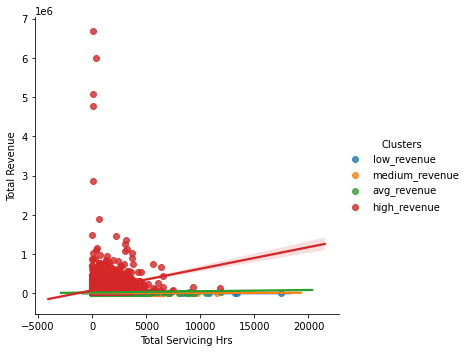 1e6
7
6
5
4
3
2
1
0
Total Revenue
−5000 0 5000 10000 15000 20000
Total Servicing Hrs
Clusters
low_revenue
medium_revenue
avg_revenue
high_revenue